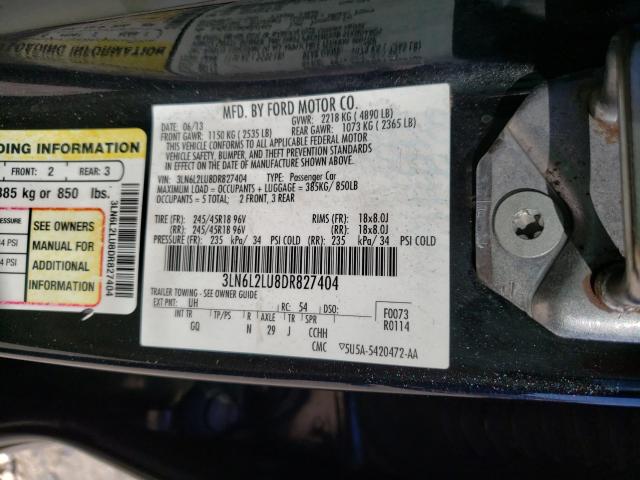 MFG. BY FORD MOTOR CO.
DATE: 06/13 GVWR: 2218 KG ( 4890 LB)
FRONT GAWR: 1150 KG ( 2535 LB) REAR GAWR: 1073 KG ( 2365 LB)
THIS VEHICLE CONFORMS TO ALL APPLICABLE FEDERAL MOTOR
VEHICLE SAFETY, BUMPER, AND THEFT PREVENTION STANDARDS
IN EFFECT ON THE DATE OF MANUFACTURE SHOWN ABOVE.
VIN: 3LN6L2LU8DR827404 TYPE: Passenger Car
MAXIMUM LOAD = OCCUPANTS + LUGGAGE = 385KG/ 850LB
OCCUPANTS = 5 TOTAL; 2 FRONT, 3 REAR
TIRE (FR): 245/45R18 96V RIMS (FR): 18x8.0J
(RR): 245/45R18 96V (RR): 18x8.0J
PRESSURE (FR): 235 kPa/ 34 PSI COLD (RR): 235 kPa/ 34 PSI COLD
3LN6L2LU8DR827404
TRAILER TOWING - SEE OWNER GUIDE
EXT PNT: UH RC: 54 DSO:
F0073
R0114
INT TR TP/PS R AXLE TR SPR
GQ N 29 J CCHH
CMC 5U5A-5420472-AA
DING INFORMATION
FRONT: 2 REAR: 3
385 kg or 850 lbs.
PRESSURE
34 PSI
SEE OWNERS
MANUAL FOR
ADDITIONAL
INFORMATION
3LN6L2LU8DR827404